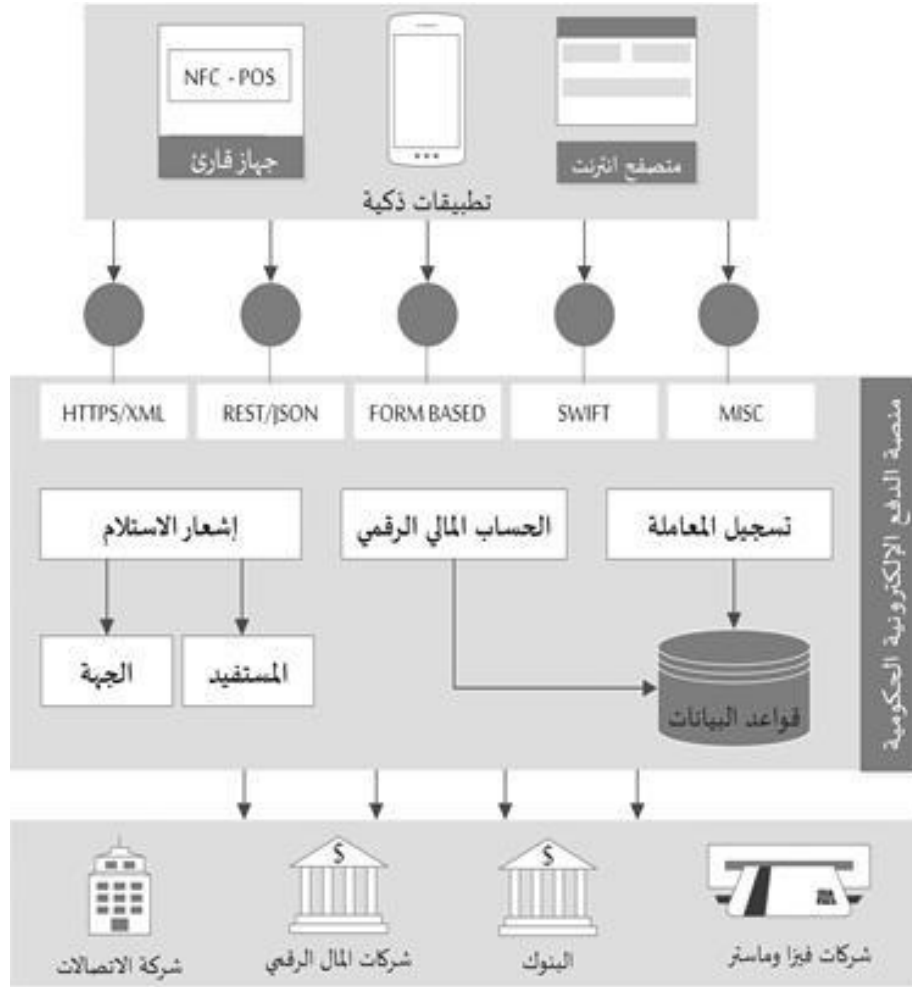 NFC - POS
جهاز قارئ
تطبيقات ذكية
متصفح انترنت
HTTPS/XML
REST/JSON
FORM BASED
SWIFT
MISC
منصة الدفع الإلكترونية الحكومية
إشعار الاستلام
الحساب المالي الرقمي
تسجيل المعاملة
الجهة
المستفيد
قواعد البيانات
$
$
شركة الاتصالات
شركات المال الرقمي
البنوك
شركات فيزا وماستر